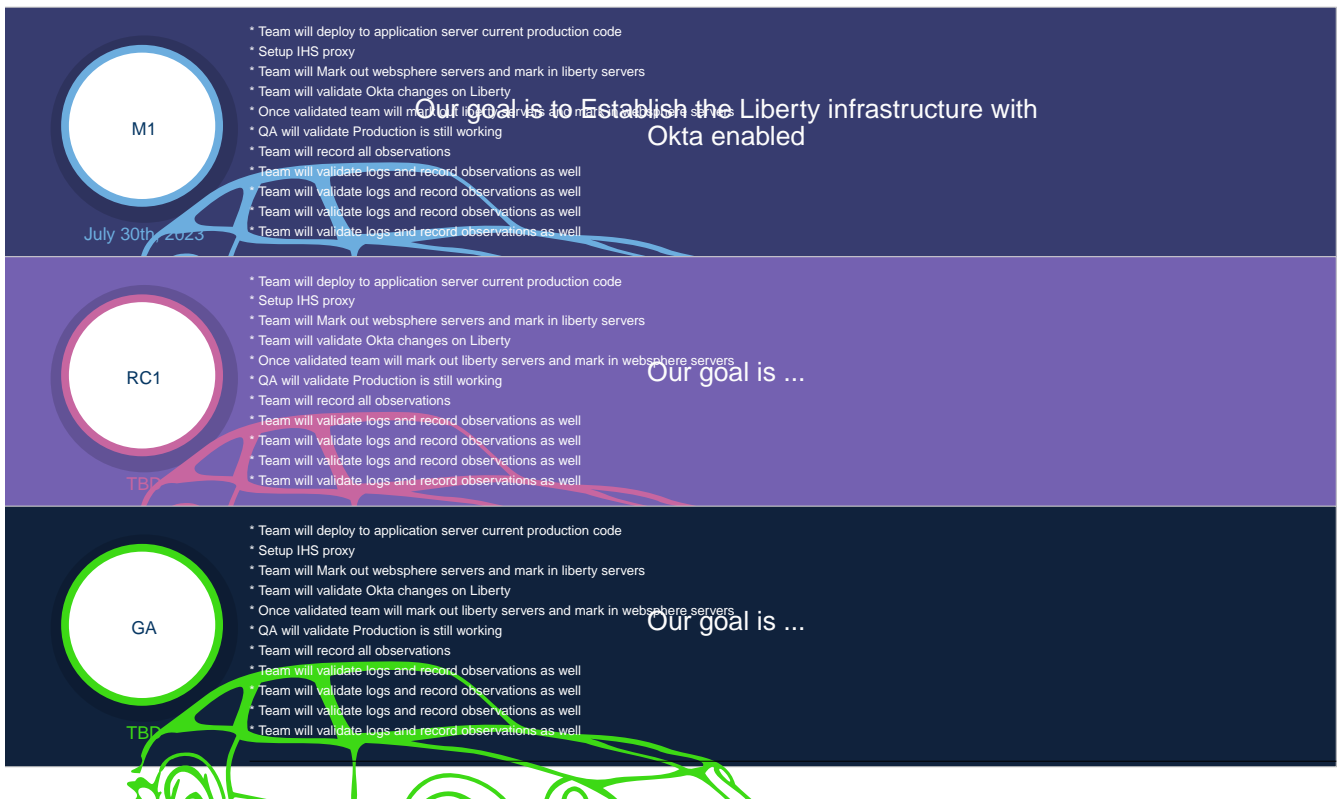 M1
July 30th, 2023
* Team will deploy to application server current production code
* Setup IHS proxy
* Team will Mark out websphere servers and mark in liberty servers
* Team will validate Okta changes on Liberty
* Once validated team will mark out liberty servers and mark in websphere servers
* QA will validate Production is still working
* Team will record all observations
* Team will validate logs and record observations as well
* Team will validate logs and record observations as well
* Team will validate logs and record observations as well
* Team will validate logs and record observations as well
Our goal is to Establish the Liberty infrastructure with
Okta enabled
RC1
TBD
* Team will deploy to application server current production code
* Setup IHS proxy
* Team will Mark out websphere servers and mark in liberty servers
* Team will validate Okta changes on Liberty
* Once validated team will mark out liberty servers and mark in websphere servers
* QA will validate Production is still working
* Team will record all observations
* Team will validate logs and record observations as well
* Team will validate logs and record observations as well
* Team will validate logs and record observations as well
* Team will validate logs and record observations as well
Our goal is ...
GA
TBD
* Team will deploy to application server current production code
* Setup IHS proxy
* Team will Mark out websphere servers and mark in liberty servers
* Team will validate Okta changes on Liberty
* Once validated team will mark out liberty servers and mark in websphere servers
* QA will validate Production is still working
* Team will record all observations
* Team will validate logs and record observations as well
* Team will validate logs and record observations as well
* Team will validate logs and record observations as well
* Team will validate logs and record observations as well
Our goal is ...